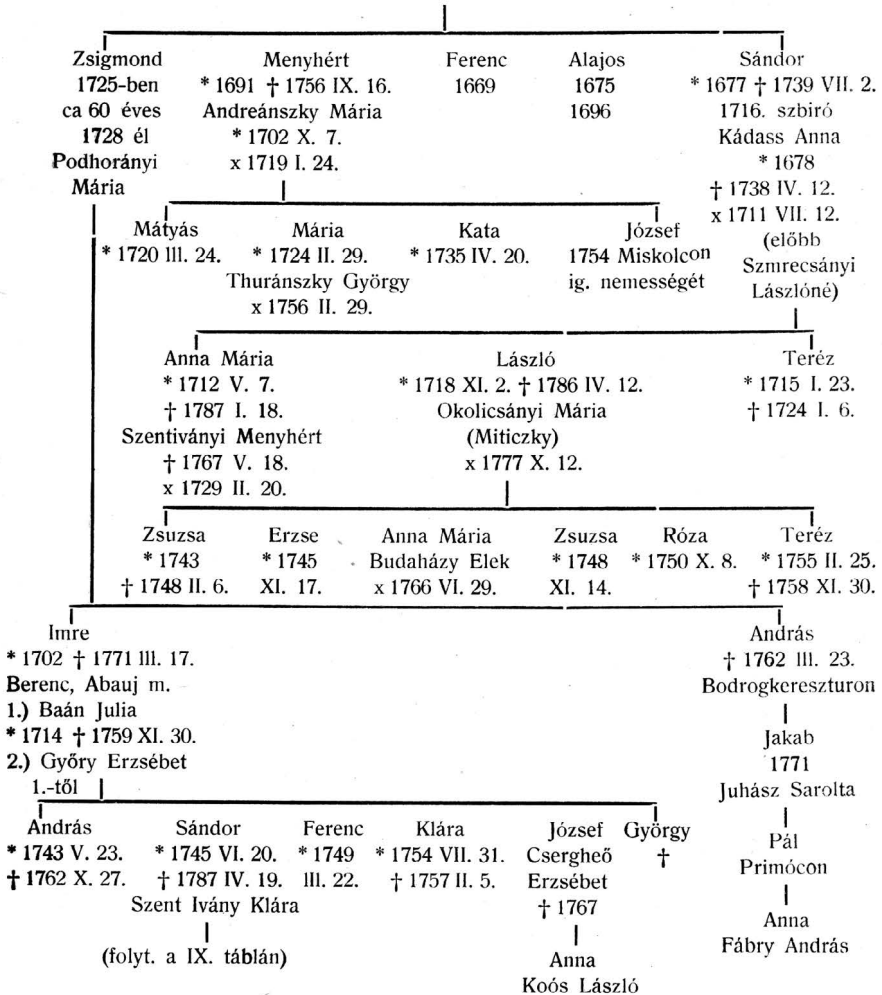 Zsigmond
1725-ben
ca 60 éves
1728 él
Podhorányi
Mária
Menyhért
* 1691 † 1756 IX. 16.
Andreánszky Mária
* 1702 X. 7.
x 1719 I. 24.
Ferenc
1669
Alajos
1675
1696
Sándor
* 1677 † 1739 VII. 2.
1716. szbiró
Kádass Anna
* 1678
† 1738 IV. 12.
x 1711 VII. 12.
(előbb
Szmrecsányi
Lászlóné)
Mátyás
* 1720 III. 24.
Mária
* 1724 II. 29.
Thuránszky György
x 1756 II. 29.
Kata
* 1735 IV. 20.
József
1754 Miskolcon
ig. nemességét
Anna Mária
* 1712 V. 7.
† 1787 I. 18.
Szentiványi Menyhért
† 1767 V. 18.
x 1729 II. 20.
László
* 1718 XI. 2. † 1786 IV. 12.
Okolicsányi Mária
(Miticzky)
x 1777 X. 12.
Teréz
* 1715 I. 23.
† 1724 I. 6.
Zsuzsa
* 1743
† 1748 II. 6.
Erzse
* 1745
XI. 17.
Anna Mária
Budaházy Elek
x 1766 VI. 29.
Zsuzsa
* 1748
XI. 14.
Róza
* 1750 X. 8.
Teréz
* 1755 II. 25.
† 1758 XI. 30.
Imre
* 1702 † 1771 III. 17.
Berenc, Abauj m.
1.) Baán Julia
* 1714 † 1759 XI. 30.
2.) Győry Erzsébet
1.-től
András
† 1762 III. 23.
Bodrogkereszturon
Jakab
1771
Juhász Sarolta
Pál
Primócon
Anna
Fábry András
András
* 1743 V. 23.
† 1762 X. 27.
Sándor
* 1745 VI. 20.
† 1787 IV. 19.
Szent Ivány Klára
(folyt. a IX. táblán)
Ferenc
* 1749
III. 22.
Klára
* 1754 VII. 31.
† 1757 II. 5.
József
Csergheő
Erzsébet
† 1767
Anna
Koós László
György
†